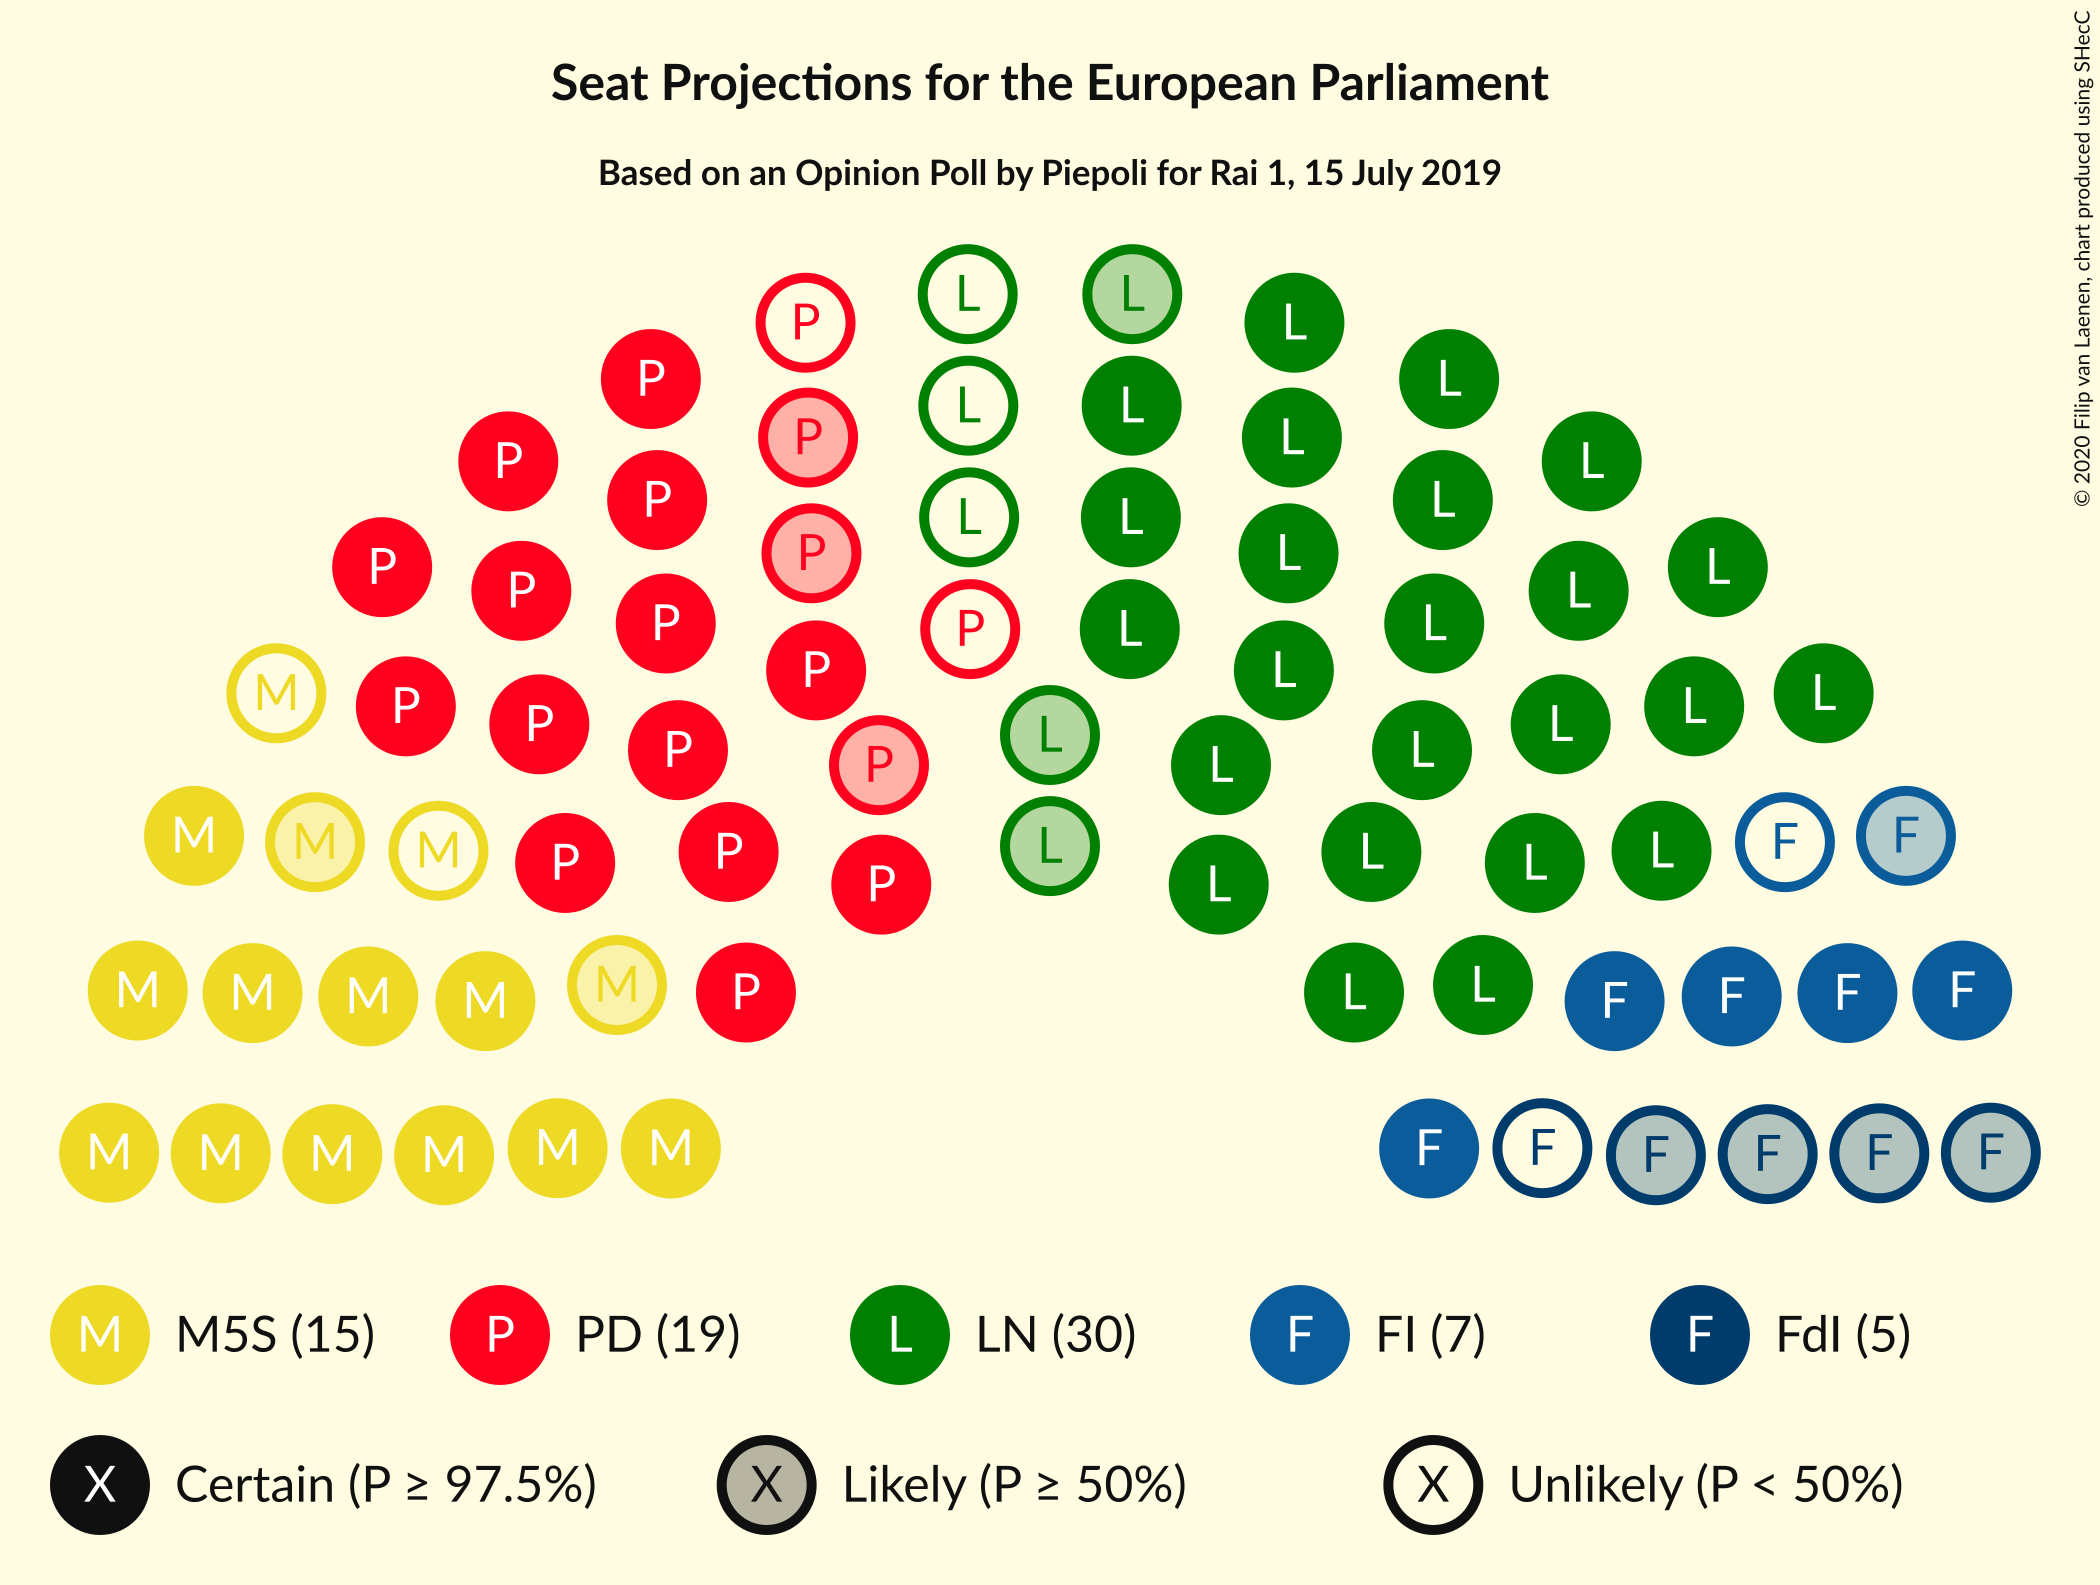 Seat Projections for the European Parliament
Based on an Opinion Poll by Piepoli for Rai 1, 15 July 2019
© 2020 Filip van Laenen, chart produced using SHecC
L L
P L
P L
L L
P L
P L
P L
L L
P L
P L
P L
P L
P L
P L
M L
P L
P L
L
P L
P L
M M M P P L L L L F F
P L
M M M M M P L L F F F F
M M M M M M F F F F F F
M M5S (15) P PD (19) L LN (30) F FI (7) F FdI (5)
X Certain (P ≥ 97.5%) X Likely (P ≥ 50%) X Unlikely (P < 50%)